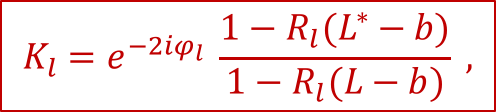 K_l = e^{-2iφ_l} \frac{1 - R_l(L^* - b)}{1 - R_l(L - b)} ,